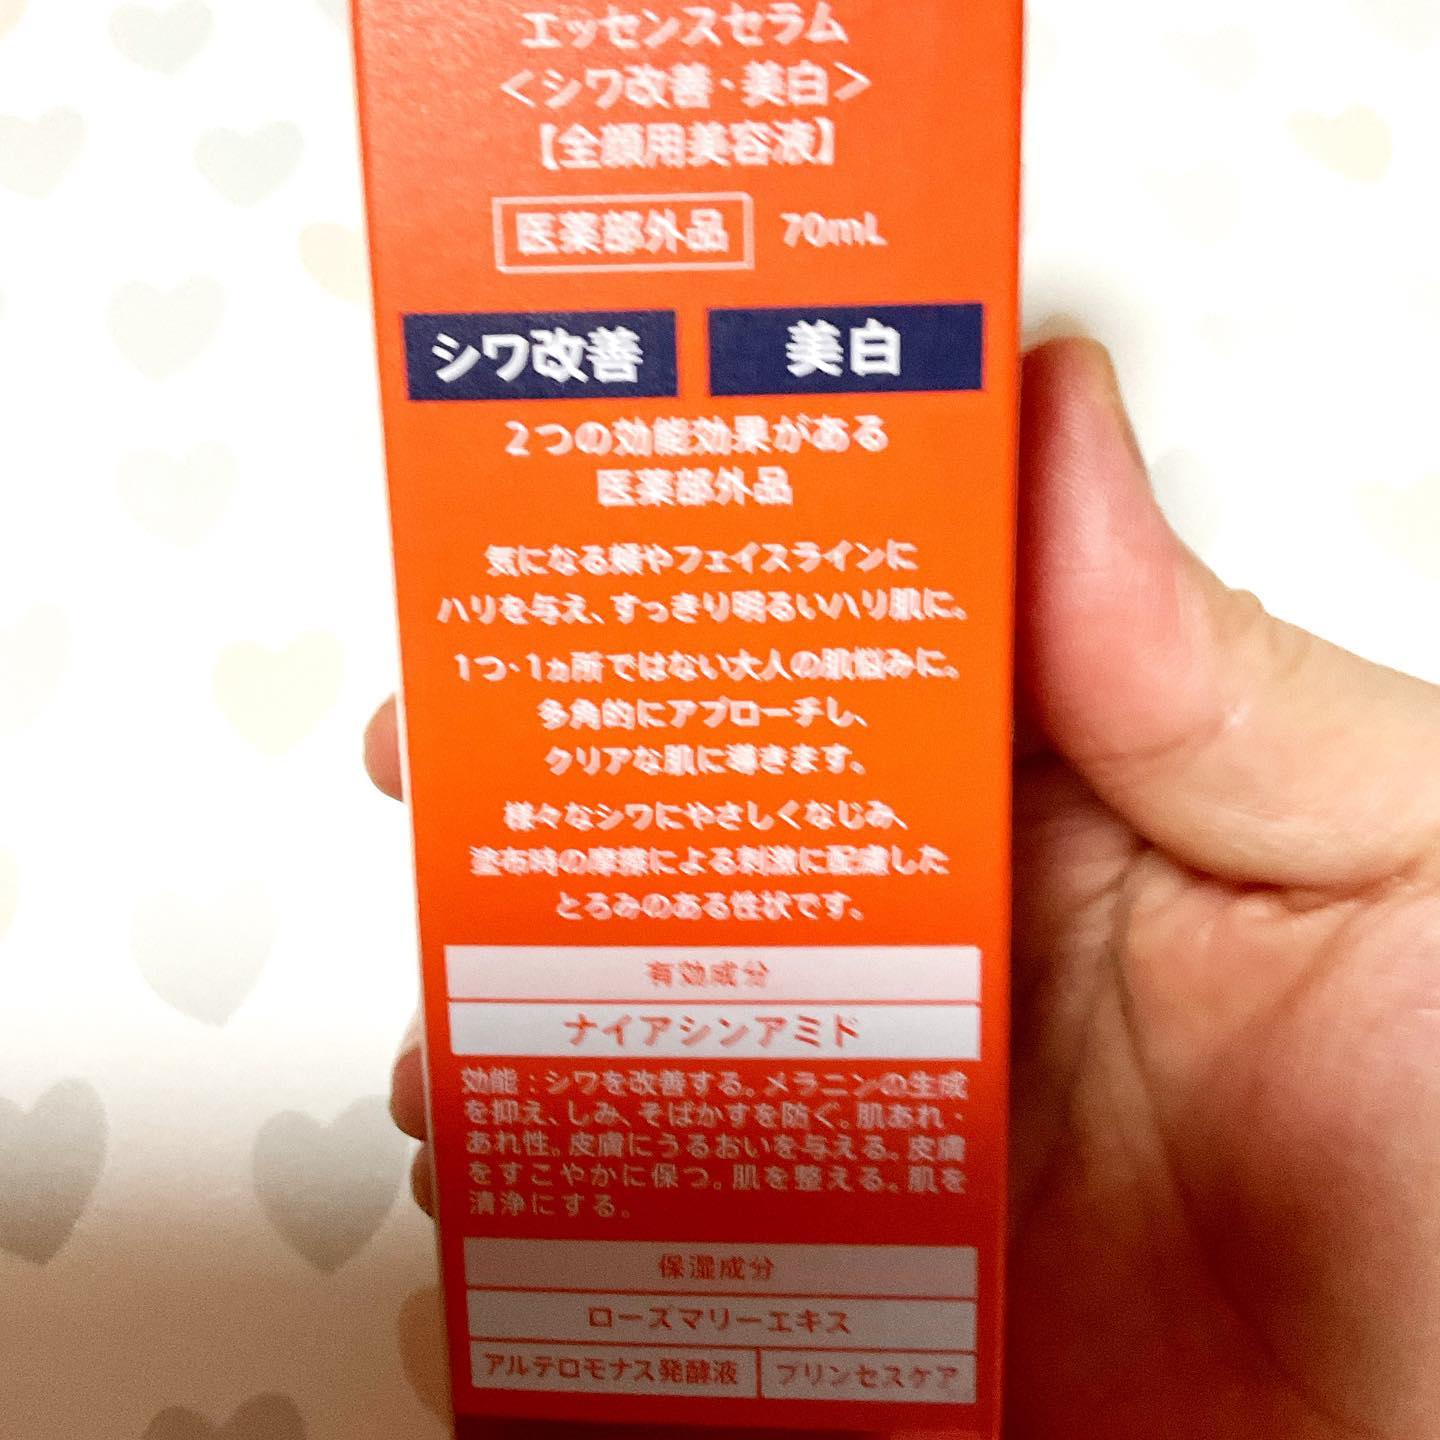 エッセンスセラム
＜シワ改善・美白＞
【全顔用美容液】
医薬部外品 70mL
シワ改善 美白
2つの効能効果がある
医薬部外品
気になる頬やフェイスラインに
ハリを与え、すっきり明るいハリ肌に。
1つ・1ヵ所ではない大人の肌悩みに。
多角的にアプローチし、
クリアな肌に導きます。
様々なシワにやさしくなじみ、
塗布時の摩擦による刺激に配慮した
とろみのある性状です。
有効成分
ナイアシンアミド
効能：シワを改善する。メラニンの生成
を抑え、しみ、そばかすを防ぐ。肌あれ・
あれ性。皮膚にうるおいを与える。皮膚
をすこやかに保つ。肌を整える。肌を
清浄にする。
保湿成分
ローズマリーエキス
アルテロモナス発酵液 プリンセスケア